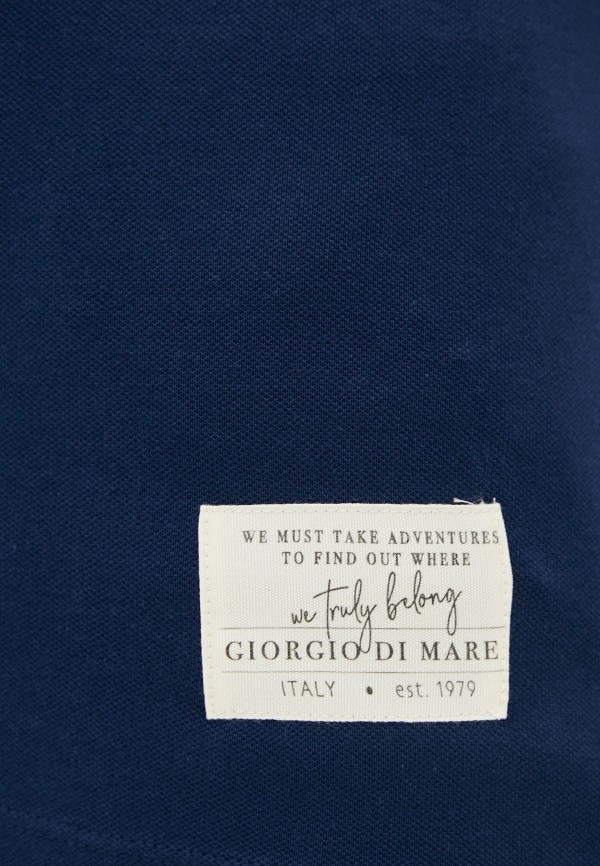 WE MUST TAKE ADVENTURES
TO FIND OUT WHERE
we truly belong
GIORGIO DI MARE
ITALY • est. 1979